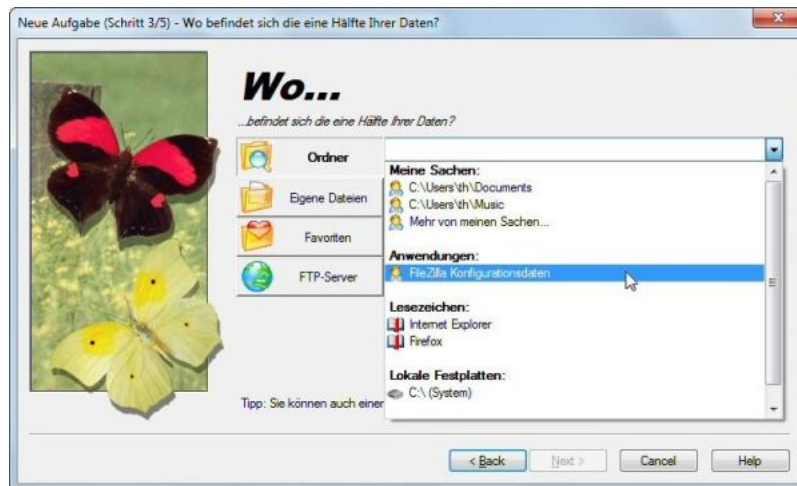 Neue Aufgabe (Schritt 3/5) - Wo befindet sich die eine Hälfte Ihrer Daten?
Wo...
...befindet sich die eine Hälfte Ihrer Daten?
Ordner
Eigene Dateien
Favoriten
FTP-Server
Meine Sachen:
C:\Users\th\Documents
C:\Users\th\Music
Mehr von meinen Sachen...
Anwendungen:
FileZilla Konfigurationsdaten
Lesezeichen:
Internet Explorer
Firefox
Lokale Festplatten:
C:\ (System)
Tipp: Sie können auch einer
< Back
Next >
Cancel
Help